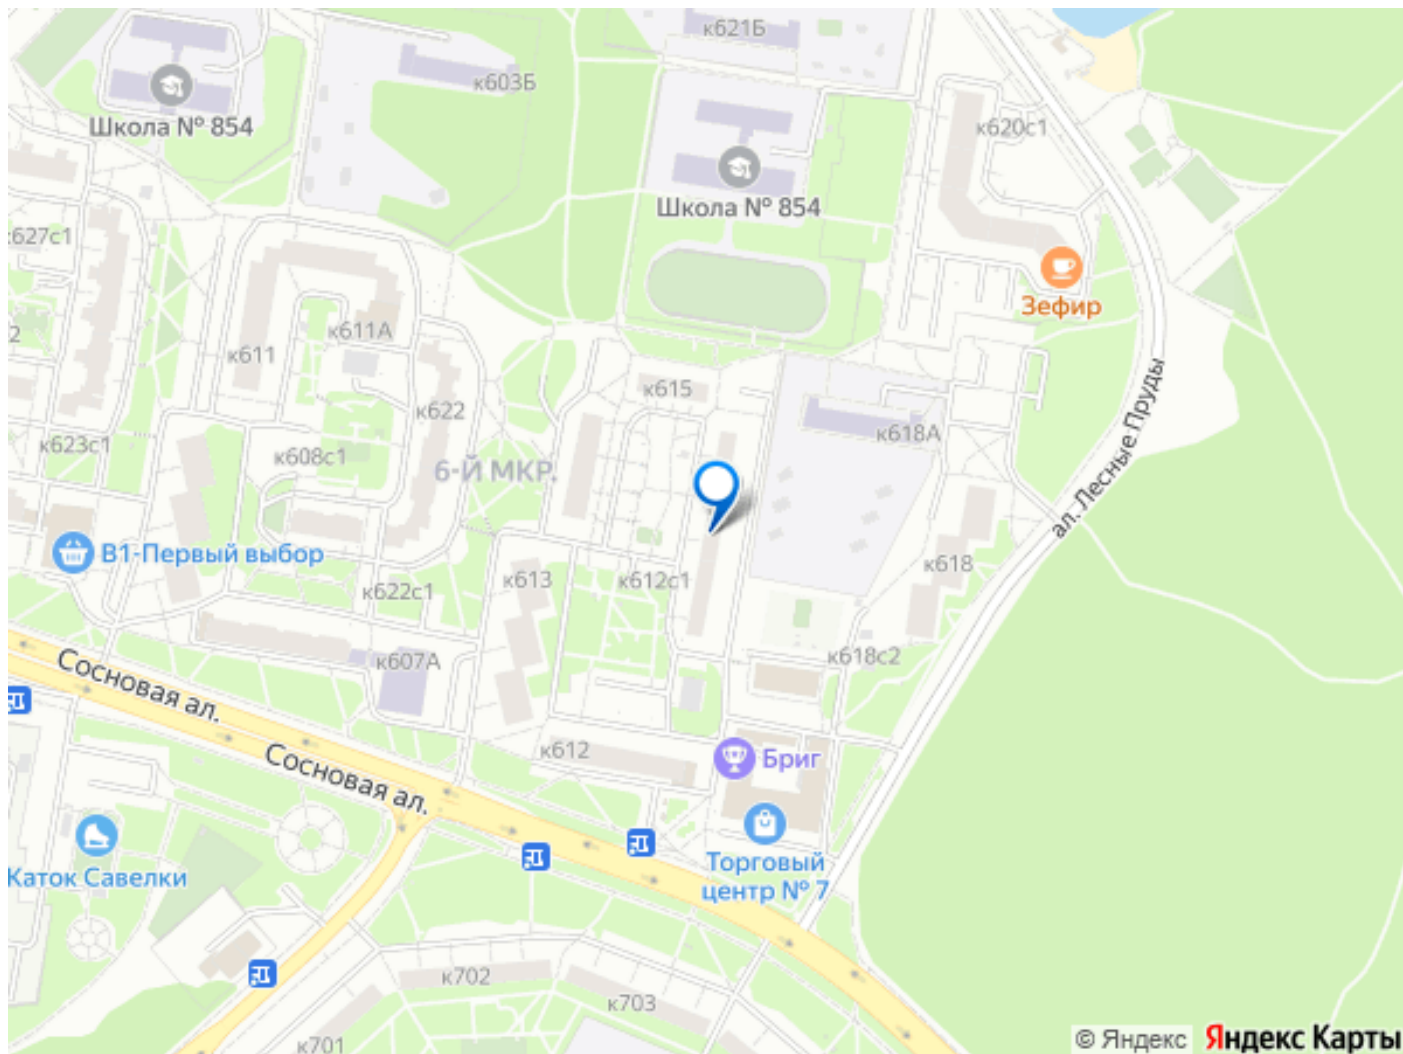 к621Б
к603Б
Школа № 854
к620с1
Школа № 854
к627с1
Зефир
2
к611А
к611
к615
к622
к618А
к623с1
к608с1
6-Й МКР.
ал. Лесные Пруды
В1-Первый выбор
к613
к612с1
к618
к622с1
к607А
к618с2
Сосновая ал.
к612
Бриг
Сосновая ал.
Торговый
центр № 7
Каток Савелки
к702
к703
к701
© Яндекс Яндекс Карты